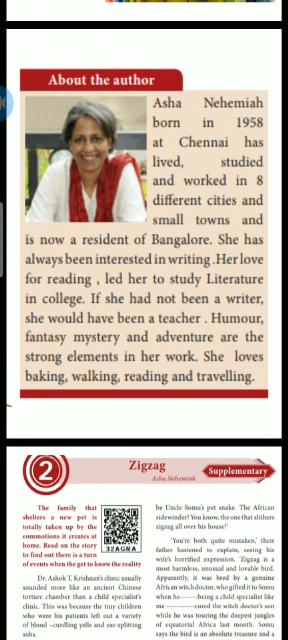 About the author
Asha Nehemiah
born in 1958
at Chennai has
lived, studied
and worked in 8
different cities and
small towns and
is now a resident of Bangalore. She has
always been interested in writing .Her love
for reading , led her to study Literature
in college. If she had not been a writer,
she would have been a teacher . Humour,
fantasy mystery and adventure are the
strong elements in her work. She loves
baking, walking, reading and travelling.
2
Zigzag
Asha Nehemiah
Supplementary
The family that
shelters a new pet is
totally taken up by the
commotions it creates at
home. Read on the story
to find out there is a turn
of events when the get to know the reality
3ZAGNA
Dr. Ashok T. Krishnan's clinic usually
sounded more like an ancient Chinese
torture chamber than a child specialist's
clinic. This was because the tiny children
who were his patients left out a variety
of blood –curdling yells and ear-splitting
sobs.
be Uncle Somu's pet snake. The African
sidewinder! You know, the one that slithers
zigzag all over his house!'
'You're both quite mistaken,' their
father hastened to explain, seeing his
wife's horrified expression. 'Zigzag is a
most harmless, unusual and lovable bird.
Apparently, it was bred by a genuine
African witch doctor, who gifted it to Somu
when he ---------being a child specialist like
me -----------cured the witch doctor's son
while he was touring the deepest jungles
of equatorial Africa last month. Somu
says the bird is an absolute treasure and a